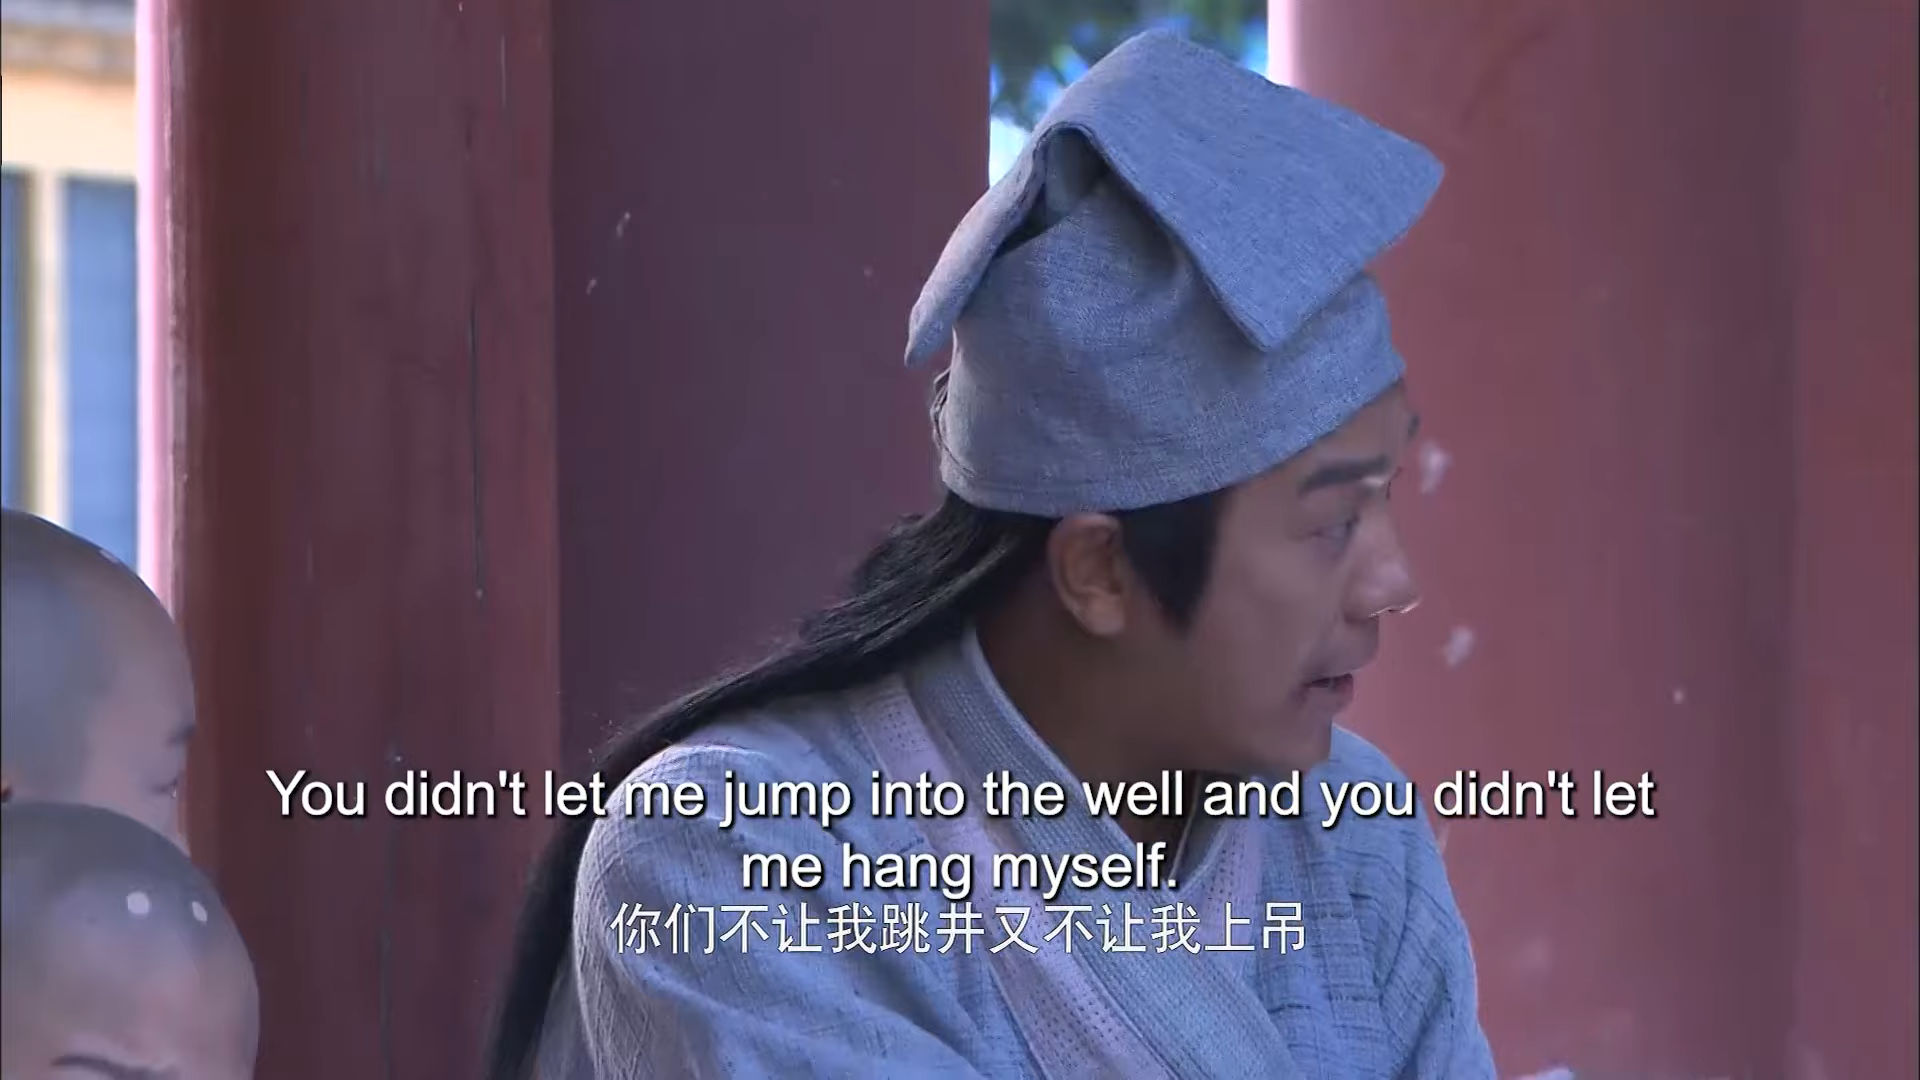 You didn't let me jump into the well and you didn't let
me hang myself.
你们不让我跳井又不让我上吊